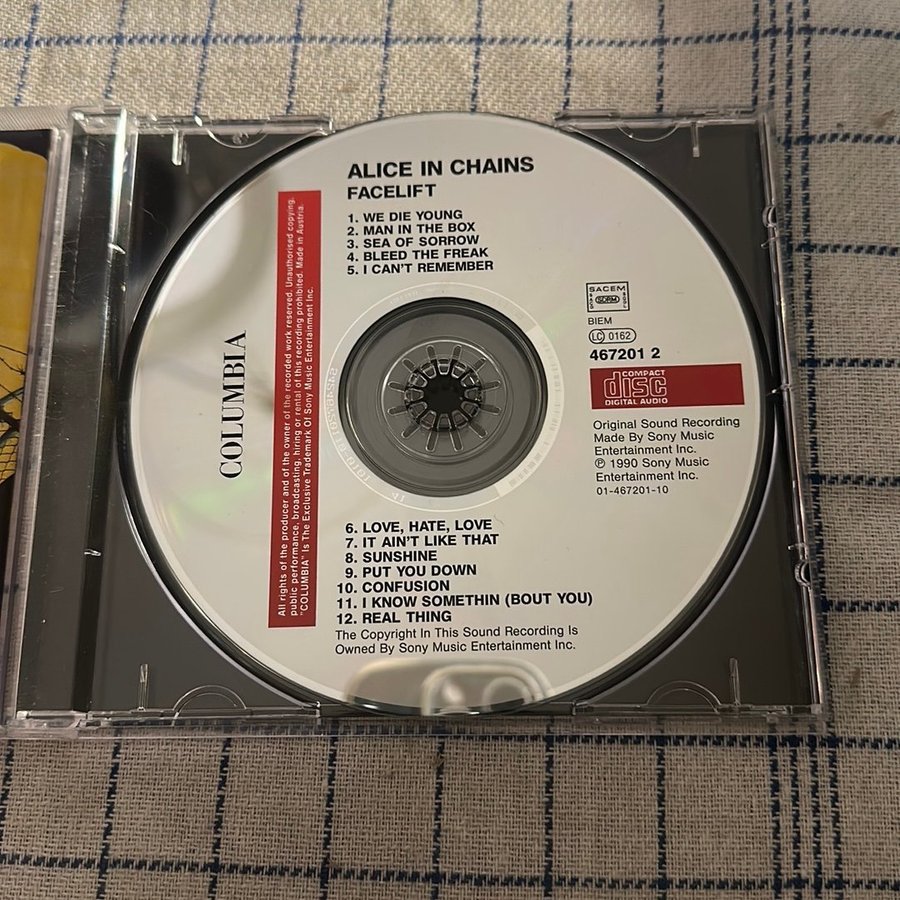 ALICE IN CHAINS
FACELIFT
1. WE DIE YOUNG
2. MAN IN THE BOX
3. SEA OF SORROW
4. BLEED THE FREAK
5. I CAN'T REMEMBER
COLUMBIA
All rights of the producer and of the owner of the recorded work reserved. Unauthorised copying,
public performance, broadcasting, hiring or rental of this recording prohibited. Made in Austria.
"COLUMBIA" Is The Exclusive Trademark Of Sony Music Entertainment Inc.
SACEM
SDRM
BIEM
LC 0162
467201 2
COMPACT
disc
DIGITAL AUDIO
Original Sound Recording
Made By Sony Music
Entertainment Inc.
℗ 1990 Sony Music
Entertainment Inc.
01-467201-10
6. LOVE, HATE, LOVE
7. IT AIN'T LIKE THAT
8. SUNSHINE
9. PUT YOU DOWN
10. CONFUSION
11. I KNOW SOMETHIN (BOUT YOU)
12. REAL THING
The Copyright In This Sound Recording Is
Owned By Sony Music Entertainment Inc.